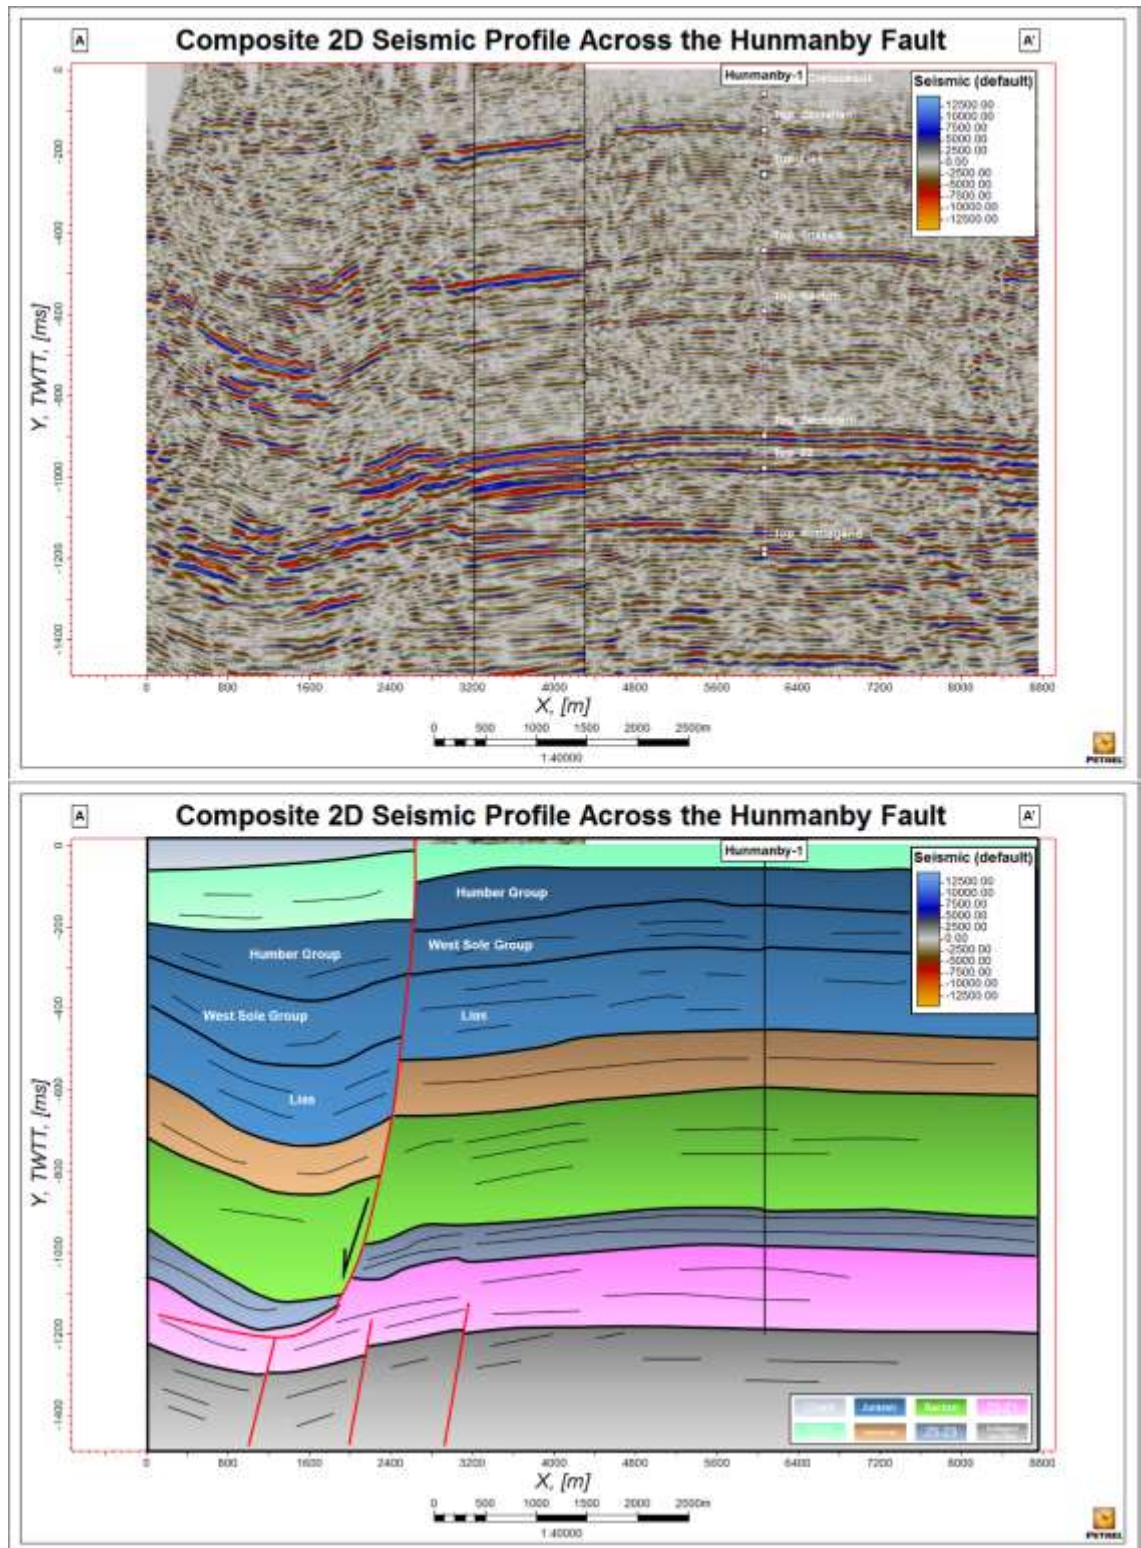 A
Composite 2D Seismic Profile Across the Hunmanby Fault
A'
Hunmanby-1
Seismic (default)
12500.00
10000.00
7500.00
5000.00
2500.00
0.00
-2500.00
-5000.00
-7500.00
-10000.00
-12500.00
0
-200
-400
-600
-800
-1000
-1200
-1400
Y, TWTT, [ms]
0 800 1600 2400 3200 4000 4800 5600 6400 7200 8000 8800
X, [m]
0 500 1000 1500 2000 2500m
1:40000
PETREL
A
Composite 2D Seismic Profile Across the Hunmanby Fault
A'
Hunmanby-1
Seismic (default)
12500.00
10000.00
7500.00
5000.00
2500.00
0.00
-2500.00
-5000.00
-7500.00
-10000.00
-12500.00
Humber Group
West Sole Group
Humber Group
West Sole Group
Lias
Lias
0
-200
-400
-600
-800
-1000
-1200
-1400
Y, TWTT, [ms]
0 800 1600 2400 3200 4000 4800 5600 6400 7200 8000 8800
X, [m]
0 500 1000 1500 2000 2500m
1:40000
PETREL